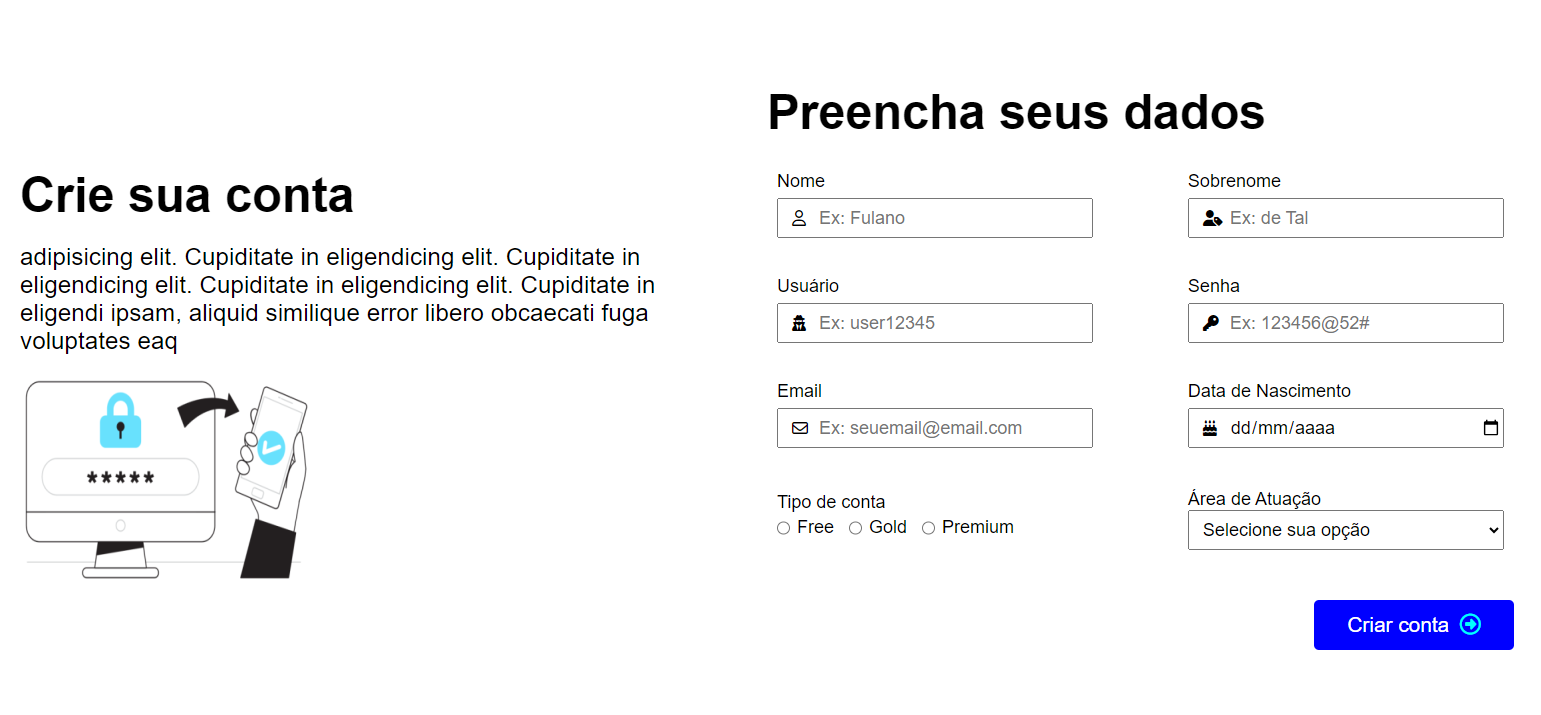 Crie sua conta
adipisicing elit. Cupiditate in eligendicing elit. Cupiditate in
eligendicing elit. Cupiditate in eligendicing elit. Cupiditate in
eligendi ipsam, aliquid similique error libero obcaecati fuga
voluptates eaq
*****
Preencha seus dados
Nome
Ex: Fulano
Sobrenome
Ex: de Tal
Usuário
Ex: user12345
Senha
Ex: 123456@52#
Email
Ex: seuemail@email.com
Data de Nascimento
dd/mm/aaaa
Tipo de conta
Free Gold Premium
Área de Atuação
Selecione sua opção
Criar conta